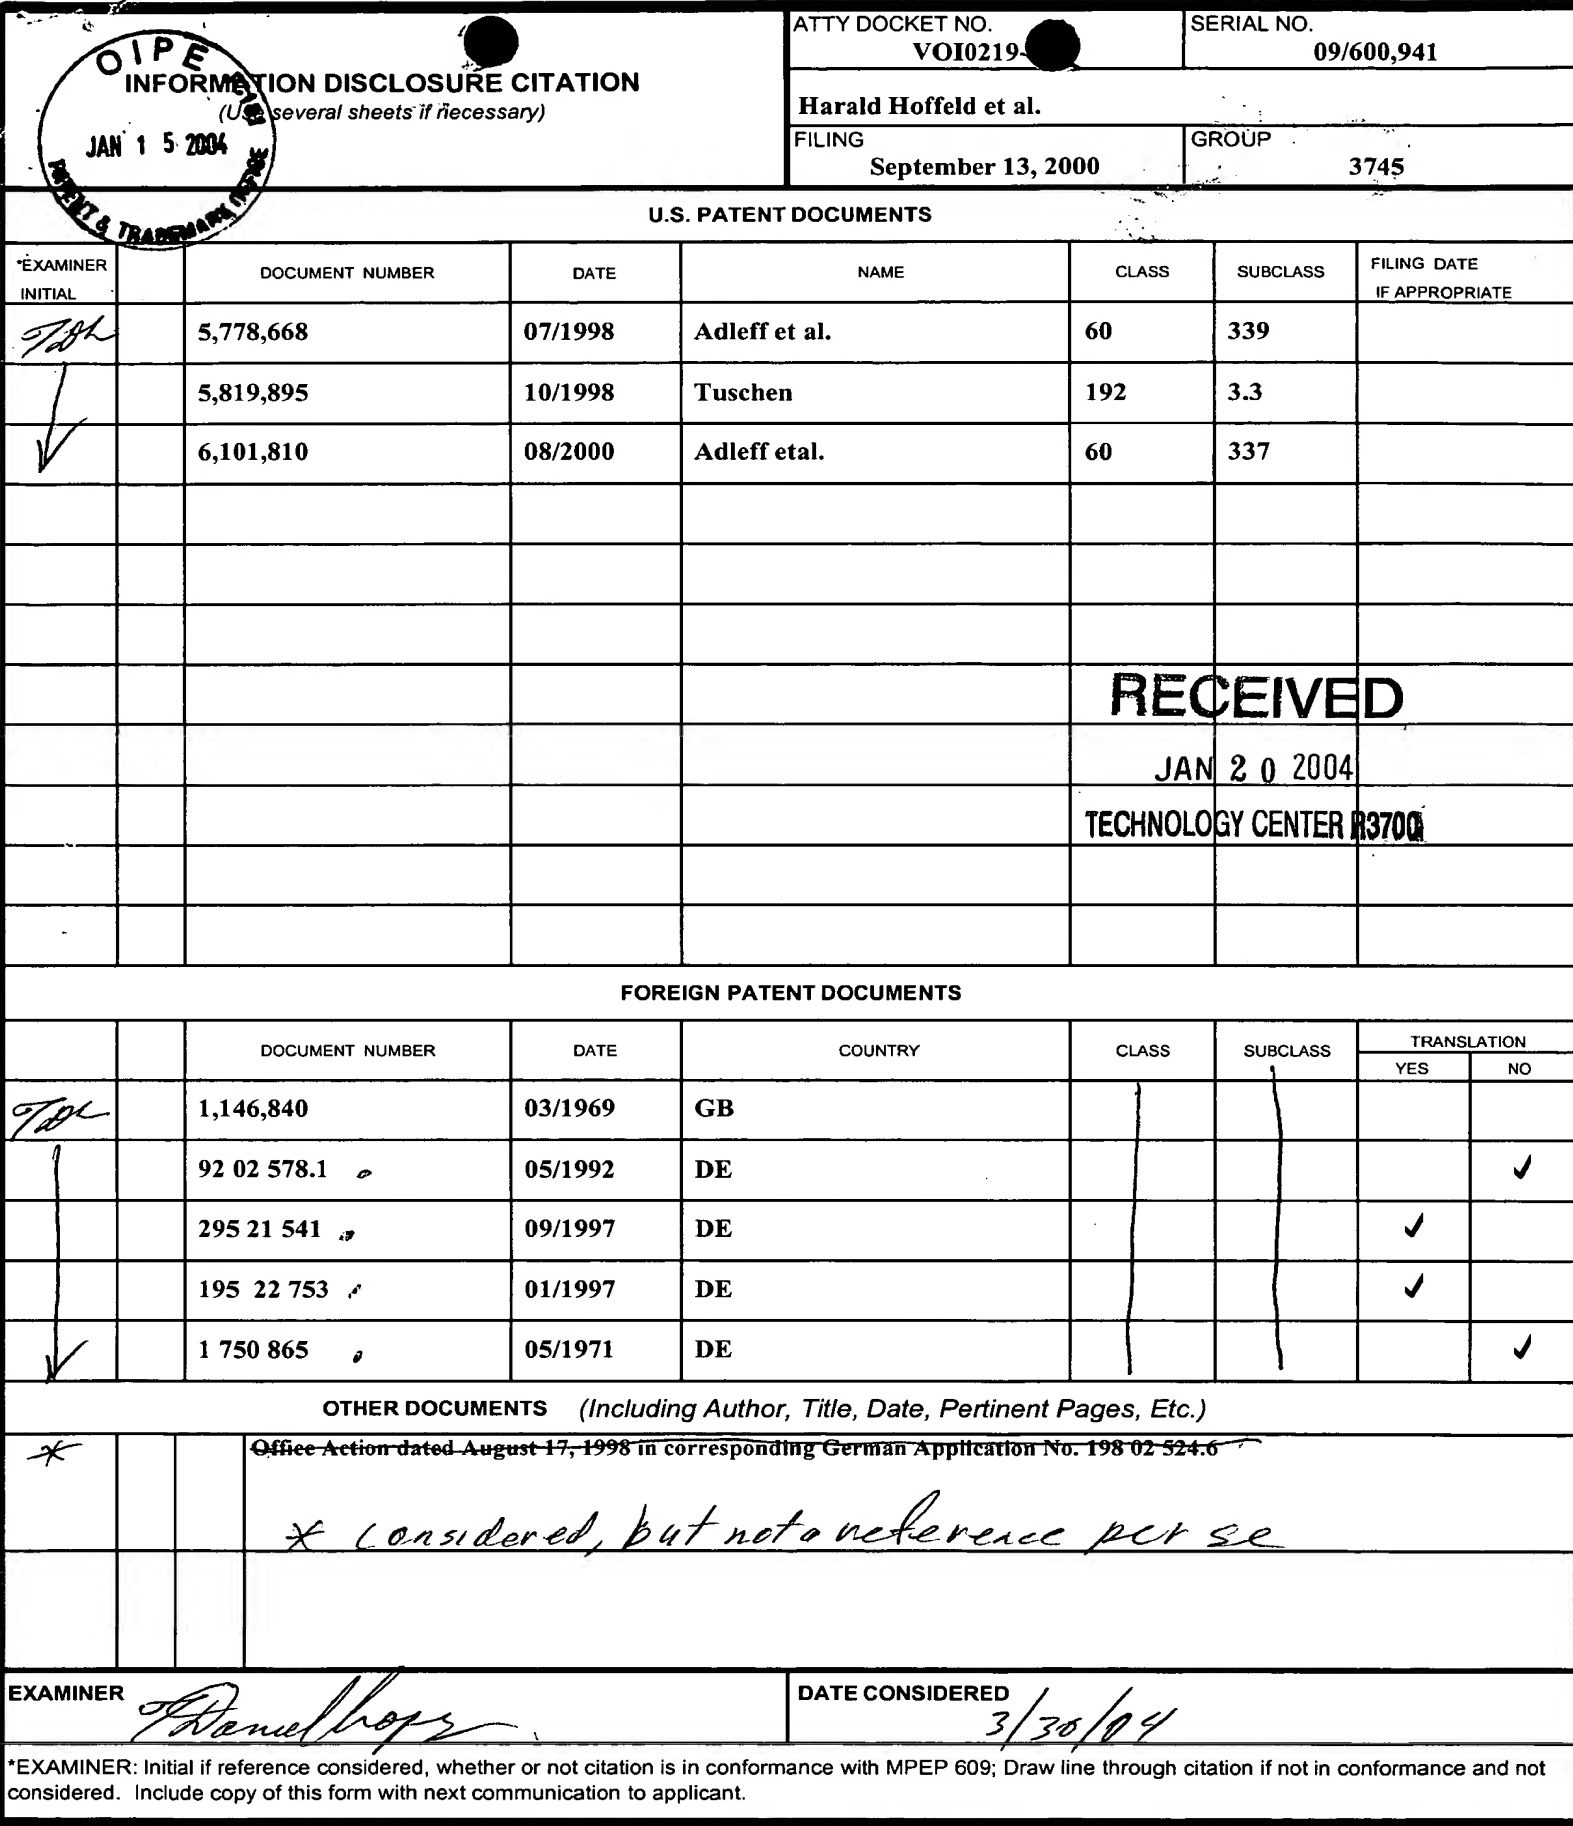 OIPE
JAN 15 2004
PATENT & TRADEMARK OFFICE
INFORMATION DISCLOSURE CITATION
(Use several sheets if necessary)
ATTY DOCKET NO.
VOI0219-
SERIAL NO.
09/600,941
Harald Hoffeld et al.
FILING
September 13, 2000
GROUP
3745
U.S. PATENT DOCUMENTS
*EXAMINER INITIAL DOCUMENT NUMBER DATE NAME CLASS SUBCLASS FILING DATE IF APPROPRIATE
5,778,668 07/1998 Adleff et al. 60 339
5,819,895 10/1998 Tuschen 192 3.3
6,101,810 08/2000 Adleff etal. 60 337
RECEIVED
JAN 20 2004
TECHNOLOGY CENTER R3700
FOREIGN PATENT DOCUMENTS
DOCUMENT NUMBER DATE COUNTRY CLASS SUBCLASS TRANSLATION
YES NO
1,146,840 03/1969 GB
92 02 578.1 05/1992 DE ✓
295 21 541 09/1997 DE ✓
195 22 753 01/1997 DE ✓
1 750 865 05/1971 DE ✓
OTHER DOCUMENTS (Including Author, Title, Date, Pertinent Pages, Etc.)
* Office Action dated August 17, 1998 in corresponding German Application No. 198 02 524.6
* considered, but not a reference per se
EXAMINER
DATE CONSIDERED
3/30/04
*EXAMINER: Initial if reference considered, whether or not citation is in conformance with MPEP 609; Draw line through citation if not in conformance and not
considered. Include copy of this form with next communication to applicant.